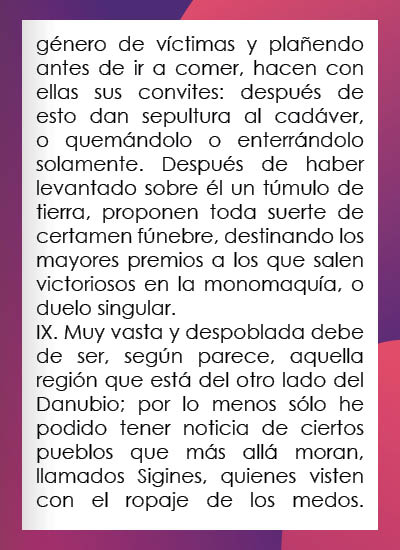 género de víctimas y plañendo
antes de ir a comer, hacen con
ellas sus convites: después de
esto dan sepultura al cadáver,
o quemándolo o enterrándolo
solamente. Después de haber
levantado sobre él un túmulo de
tierra, proponen toda suerte de
certamen fúnebre, destinando los
mayores premios a los que salen
victoriosos en la monomaquía, o
duelo singular.
IX. Muy vasta y despoblada debe
de ser, según parece, aquella
región que está del otro lado del
Danubio; por lo menos sólo he
podido tener noticia de ciertos
pueblos que más allá moran,
llamados Sigines, quienes visten
con el ropaje de los medos.